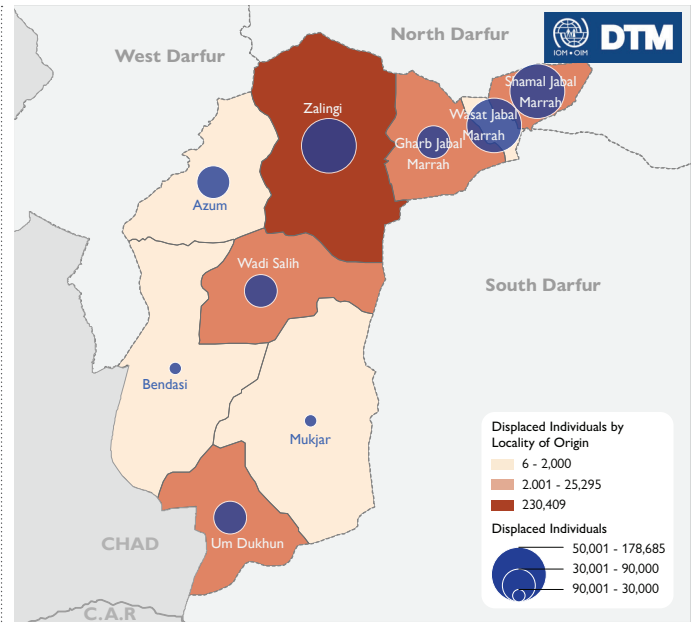 North Darfur
IOM • OIM
DTM
West Darfur
Shamal Jabal
Marrah
Zalingi
Wasat Jabal
Marrah
Gharb Jabal
Marrah
Azum
Wadi Salih
South Darfur
Bendasi
Mukjar
Um Dukhun
CHAD
C.A.R
Displaced Individuals by
Locality of Origin
6 - 2,000
2.001 - 25,295
230,409
Displaced Individuals
50,001 - 178,685
30,001 - 90,000
90,001 - 30,000